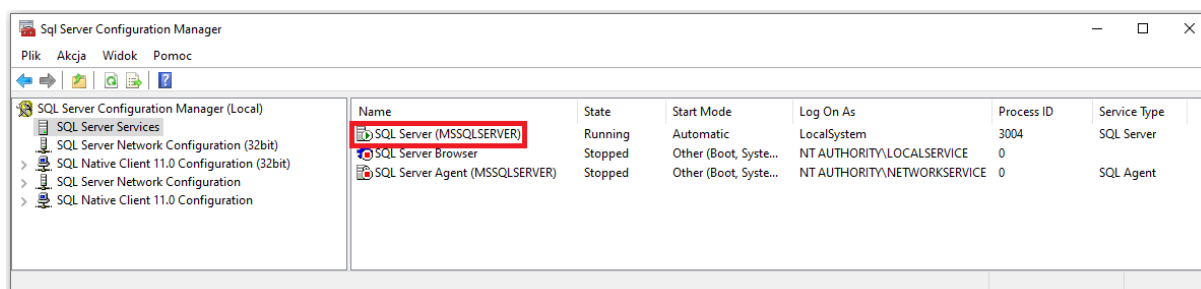 Sql Server Configuration Manager
Plik Akcja Widok Pomoc
SQL Server Configuration Manager (Local)
SQL Server Services
SQL Server Network Configuration (32bit)
SQL Native Client 11.0 Configuration (32bit)
SQL Server Network Configuration
SQL Native Client 11.0 Configuration
Name State Start Mode Log On As Process ID Service Type
SQL Server (MSSQLSERVER) Running Automatic LocalSystem 3004 SQL Server
SQL Server Browser Stopped Other (Boot, Syste... NT AUTHORITY\LOCALSERVICE 0
SQL Server Agent (MSSQLSERVER) Stopped Other (Boot, Syste... NT AUTHORITY\NETWORKSERVICE 0 SQL Agent